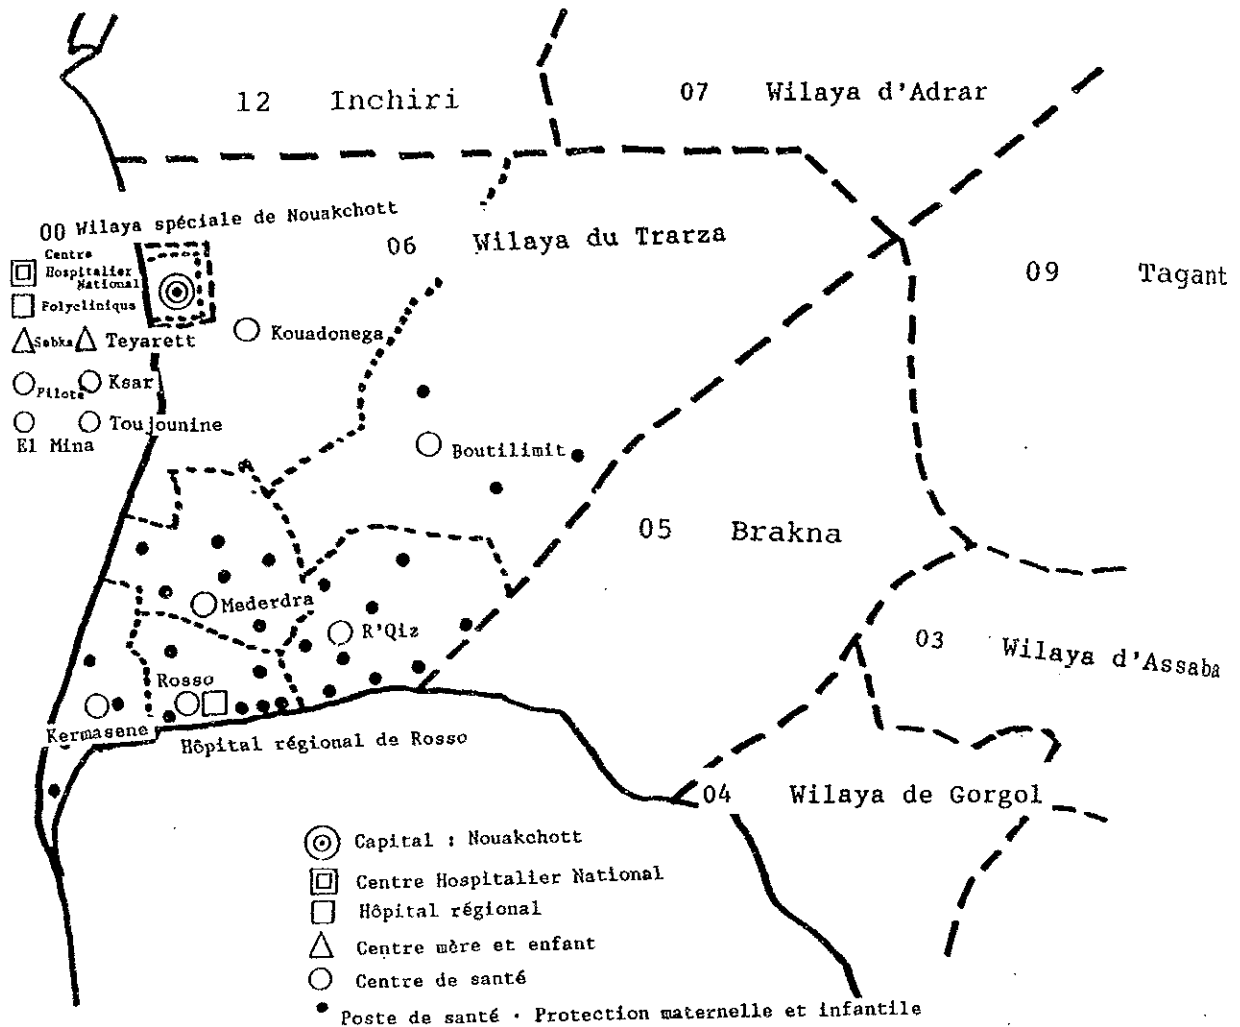 12 Inchiri
07 Wilaya d'Adrar
00 Wilaya spéciale de Nouakchott
06 Wilaya du Trarza
Centre
Hospitalier
National
Polyclinique
Sebka Teyarett
Pilote Ksar
Toujounine
El Mina
Kouadonega
09 Tagant
Boutilimit
05 Brakna
Mederdra
R'Qiz
03 Wilaya d'Assaba
Rosso
Kermasene
Hôpital régional de Rosso
04 Wilaya de Gorgol
Capital : Nouakchott
Centre Hospitalier National
Hôpital régional
Centre mère et enfant
Centre de santé
Poste de santé · Protection maternelle et infantile